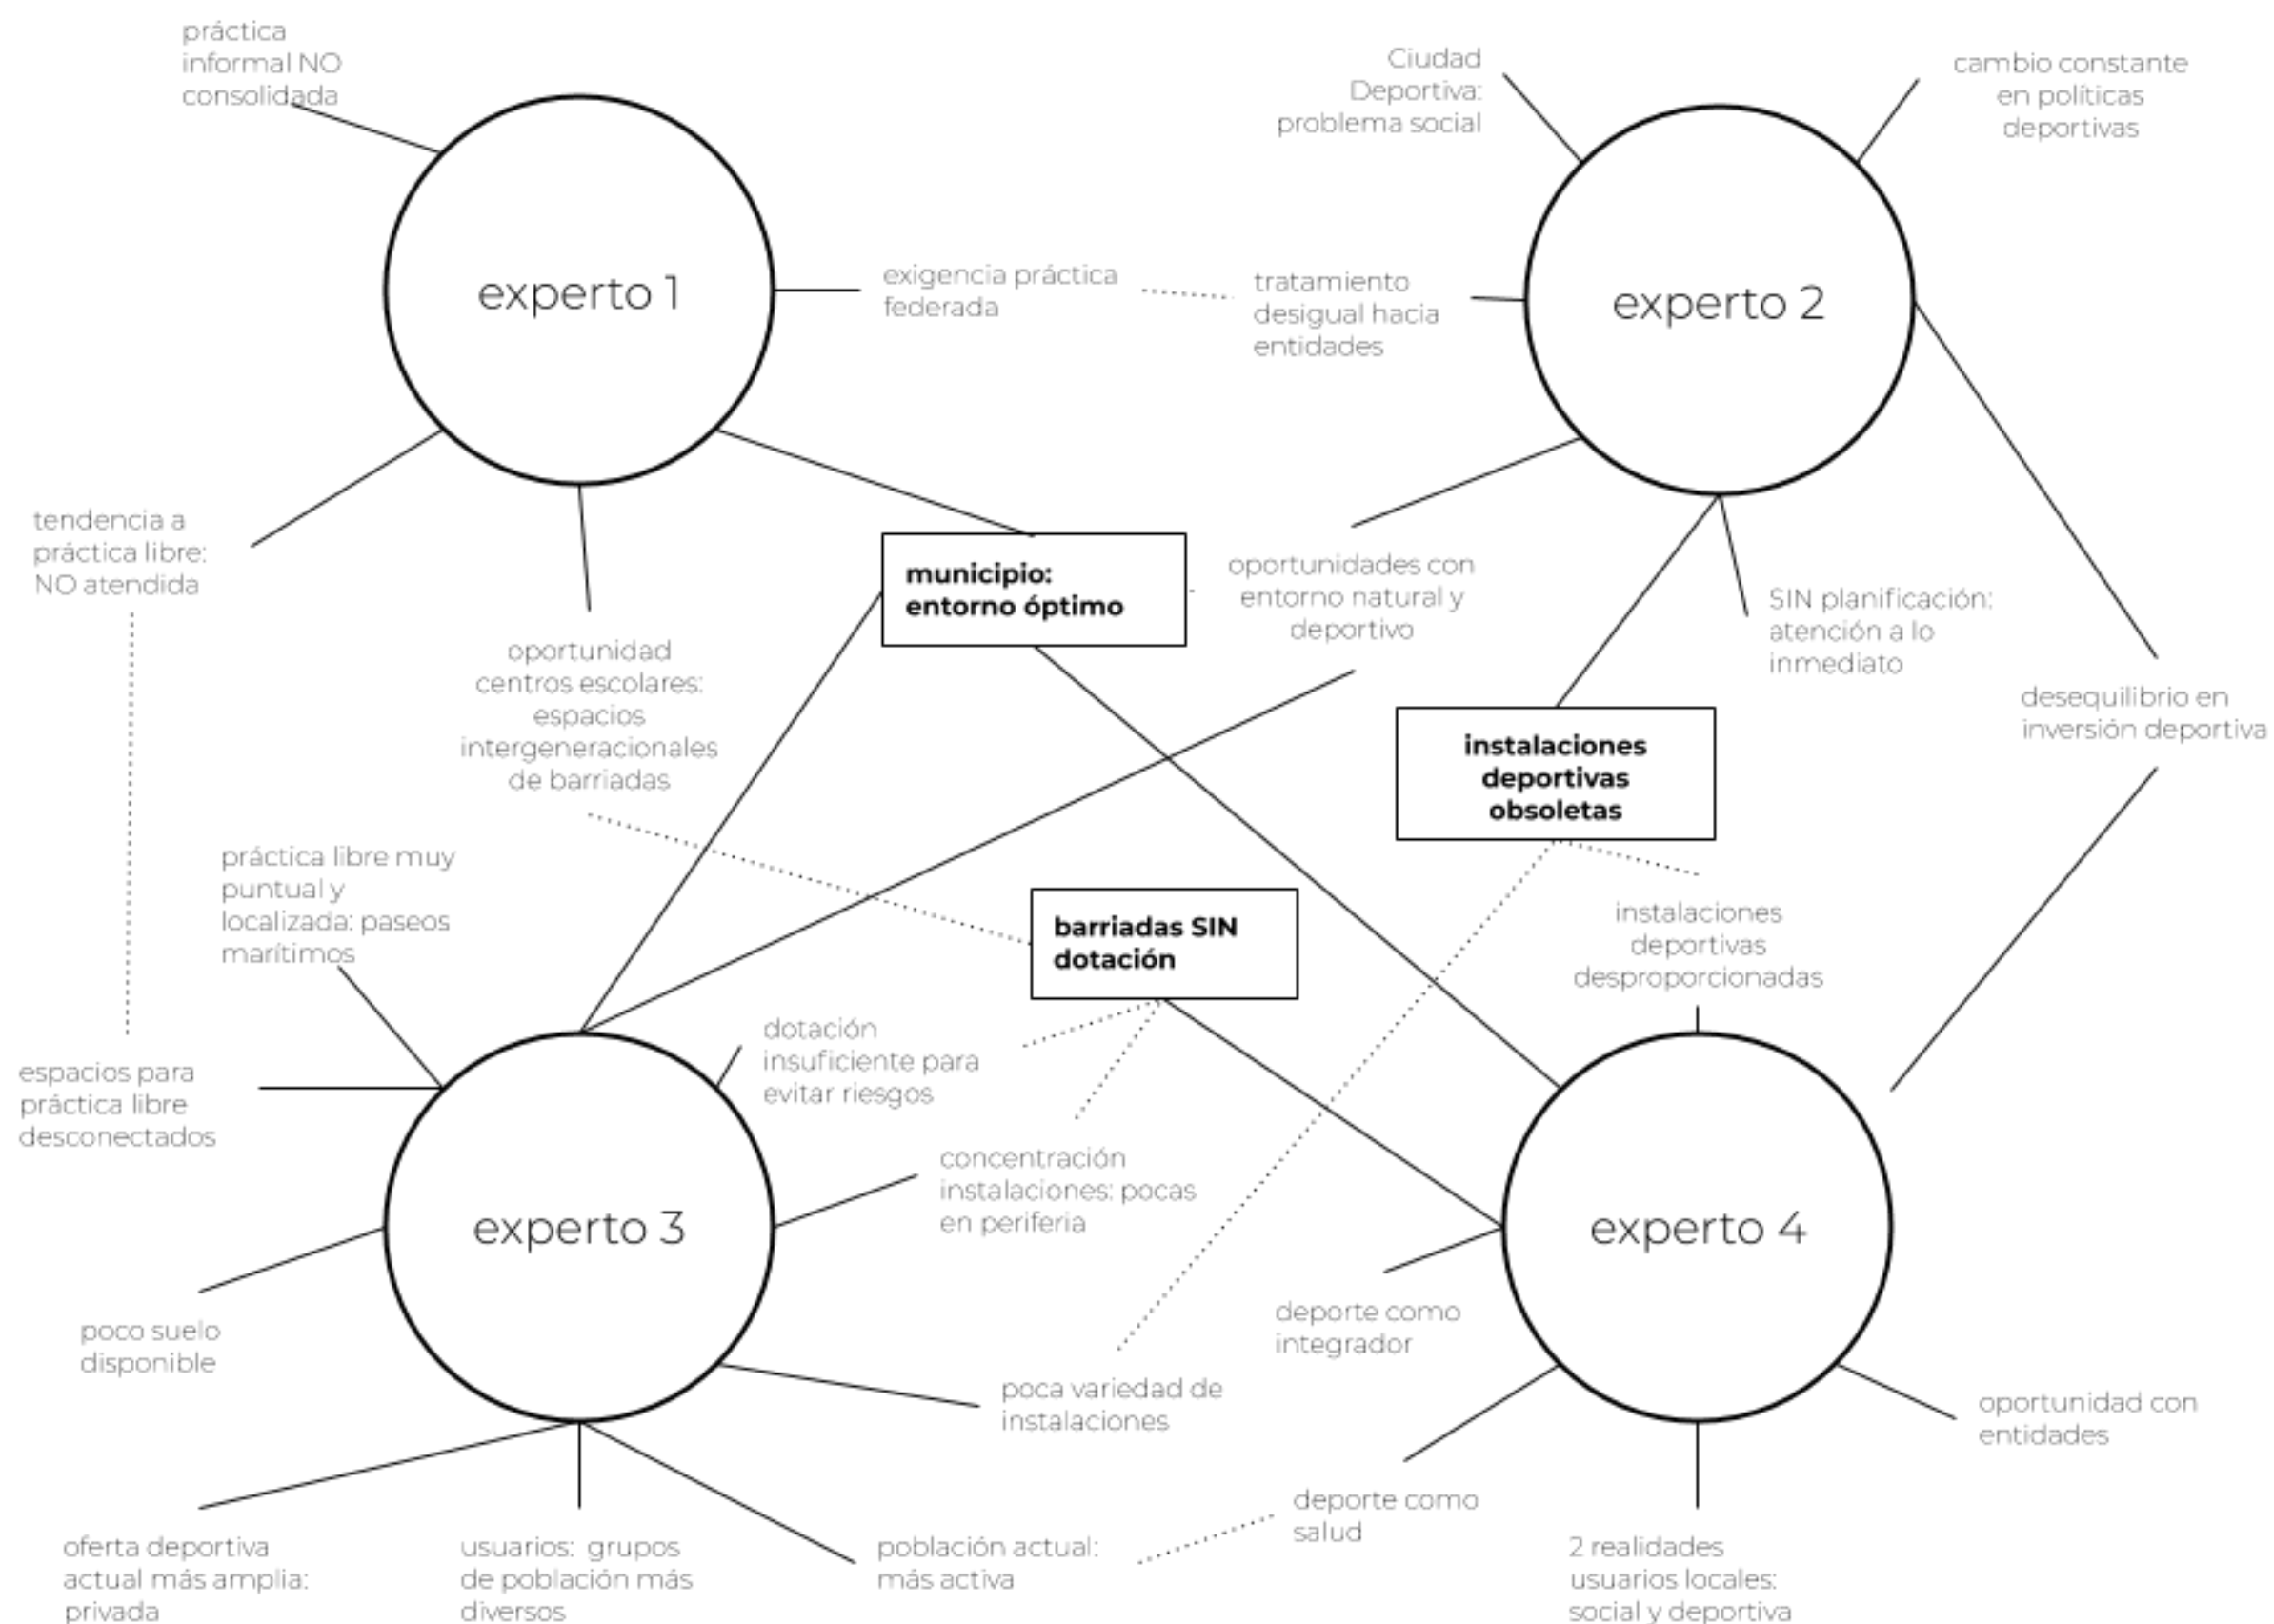 práctica
informal NO
consolidada
Ciudad
Deportiva:
problema social
cambio constante
en políticas
deportivas
experto 1
exigencia práctica
federada
tratamiento
desigual hacia
entidades
experto 2
tendencia a
práctica libre:
NO atendida
municipio:
entorno óptimo
oportunidades con
entorno natural y
deportivo
SIN planificación:
atención a lo
inmediato
oportunidad
centros escolares:
espacios
intergeneracionales
de barriadas
desequilibrio en
inversión deportiva
instalaciones
deportivas
obsoletas
práctica libre muy
puntual y
localizada: paseos
marítimos
barriadas SIN
dotación
instalaciones
deportivas
desproporcionadas
dotación
insuficiente para
evitar riesgos
espacios para
práctica libre
desconectados
concentración
instalaciones: pocas
en periferia
experto 3
experto 4
poco suelo
disponible
deporte como
integrador
poca variedad de
instalaciones
oportunidad con
entidades
deporte como
salud
oferta deportiva
actual más amplia:
privada
usuarios: grupos
de población más
diversos
población actual:
más activa
2 realidades
usuarios locales:
social y deportiva